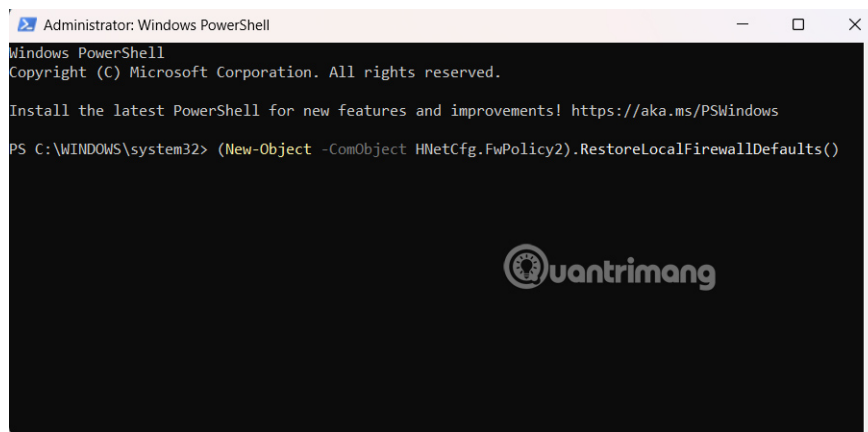 Administrator: Windows PowerShell
Windows PowerShell
Copyright (C) Microsoft Corporation. All rights reserved.
Install the latest PowerShell for new features and improvements! https://aka.ms/PSWindows
PS C:\WINDOWS\system32> (New-Object -ComObject HNetCfg.FwPolicy2).RestoreLocalFirewallDefaults()
Quantrimang